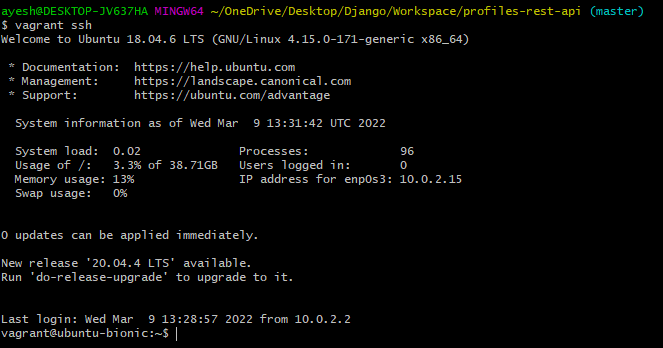 ayesh@DESKTOP-JV637HA MINGW64 ~/OneDrive/Desktop/Django/Workspace/profiles-rest-api (master)
$ vagrant ssh
Welcome to Ubuntu 18.04.6 LTS (GNU/Linux 4.15.0-171-generic x86_64)
* Documentation:  https://help.ubuntu.com
* Management:     https://landscape.canonical.com
* Support:        https://ubuntu.com/advantage
System information as of Wed Mar  9 13:31:42 UTC 2022
System load:  0.02              Processes:             96
Usage of /:   3.3% of 38.71GB   Users logged in:       0
Memory usage: 13%               IP address for enp0s3: 10.0.2.15
Swap usage:   0%
0 updates can be applied immediately.
New release '20.04.4 LTS' available.
Run 'do-release-upgrade' to upgrade to it.
Last login: Wed Mar  9 13:28:57 2022 from 10.0.2.2
vagrant@ubuntu-bionic:~$